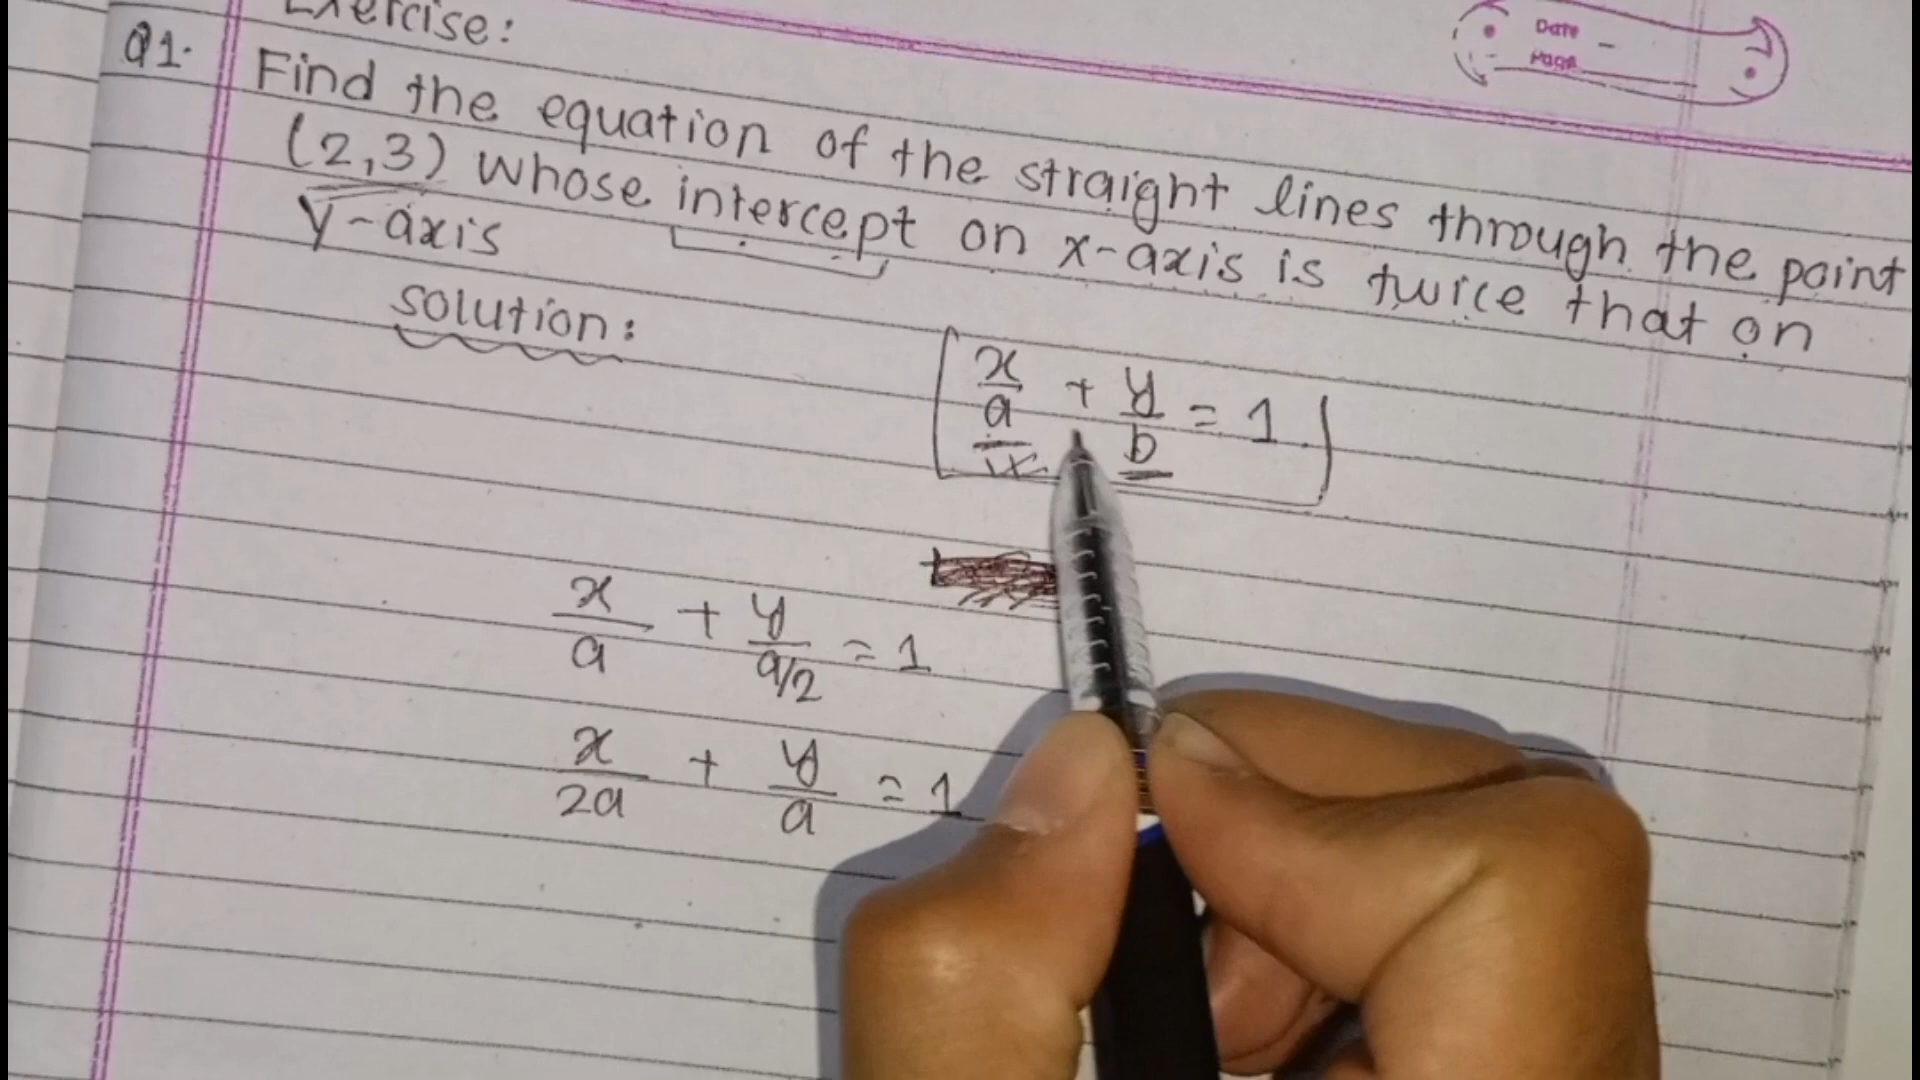 Exercise:
Date
Page
Q1. Find the equation of the straight lines through the point
(2,3) whose intercept on x-axis is twice that on
Y-axis
solution:
x/a + y/b = 1
x/a + y/a/2 = 1
x/2a + y/a = 1